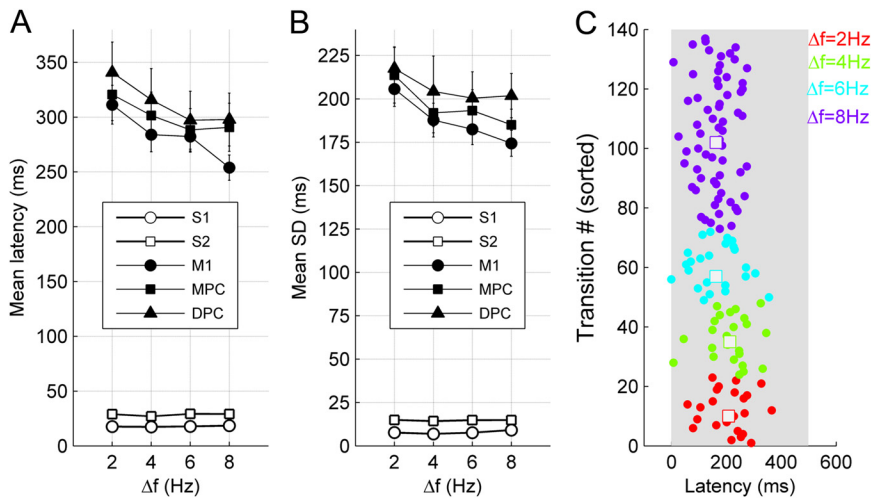 A
Mean latency (ms)
350
300
250
200
150
100
50
0
2 4 6 8
Δf (Hz)
S1
S2
M1
MPC
DPC
B
Mean SD (ms)
225
200
175
150
125
100
75
50
25
0
2 4 6 8
Δf (Hz)
S1
S2
M1
MPC
DPC
C
Transition # (sorted)
140
120
100
80
60
40
20
0
0 200 400 600
Latency (ms)
Δf=2Hz
Δf=4Hz
Δf=6Hz
Δf=8Hz